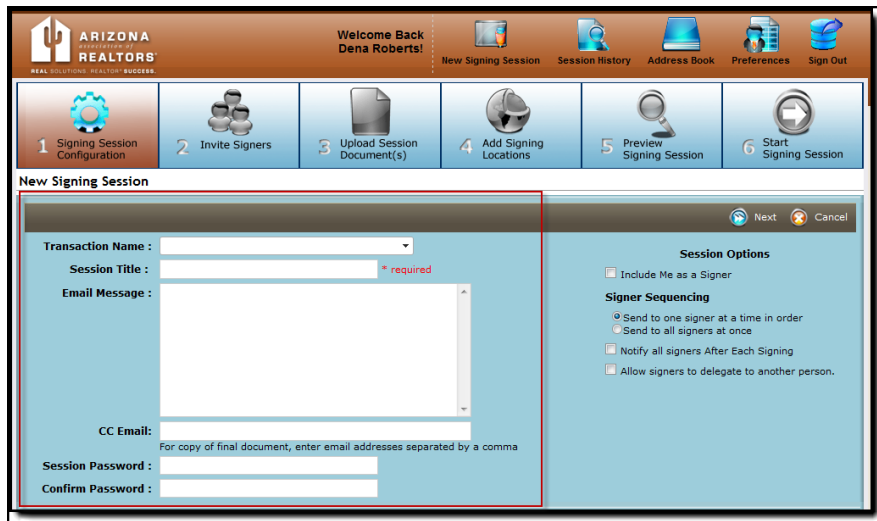 ARIZONA
association of
REALTORS®
REAL SOLUTIONS. REALTOR® SUCCESS.
Welcome Back
Dena Roberts!
New Signing Session
Session History
Address Book
Preferences
Sign Out
1 Signing Session
Configuration
2 Invite Signers
3 Upload Session
Document(s)
4 Add Signing
Locations
5 Preview
Signing Session
6 Start
Signing Session
New Signing Session
Next
Cancel
Transaction Name :
Session Title :
* required
Email Message :
CC Email:
For copy of final document, enter email addresses separated by a comma
Session Password :
Confirm Password :
Session Options
Include Me as a Signer
Signer Sequencing
Send to one signer at a time in order
Send to all signers at once
Notify all signers After Each Signing
Allow signers to delegate to another person.